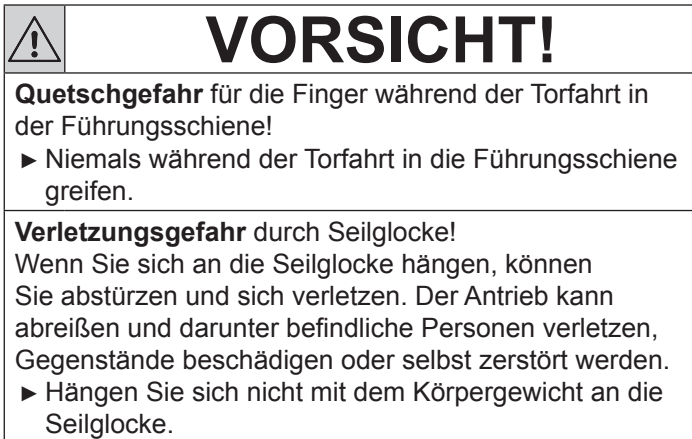 VORSICHT!
Quetschgefahr für die Finger während der Torfahrt in
der Führungsschiene!
► Niemals während der Torfahrt in die Führungsschiene
greifen.
Verletzungsgefahr durch Seilglocke!
Wenn Sie sich an die Seilglocke hängen, können
Sie abstürzen und sich verletzen. Der Antrieb kann
abreißen und darunter befindliche Personen verletzen,
Gegenstände beschädigen oder selbst zerstört werden.
► Hängen Sie sich nicht mit dem Körpergewicht an die
Seilglocke.